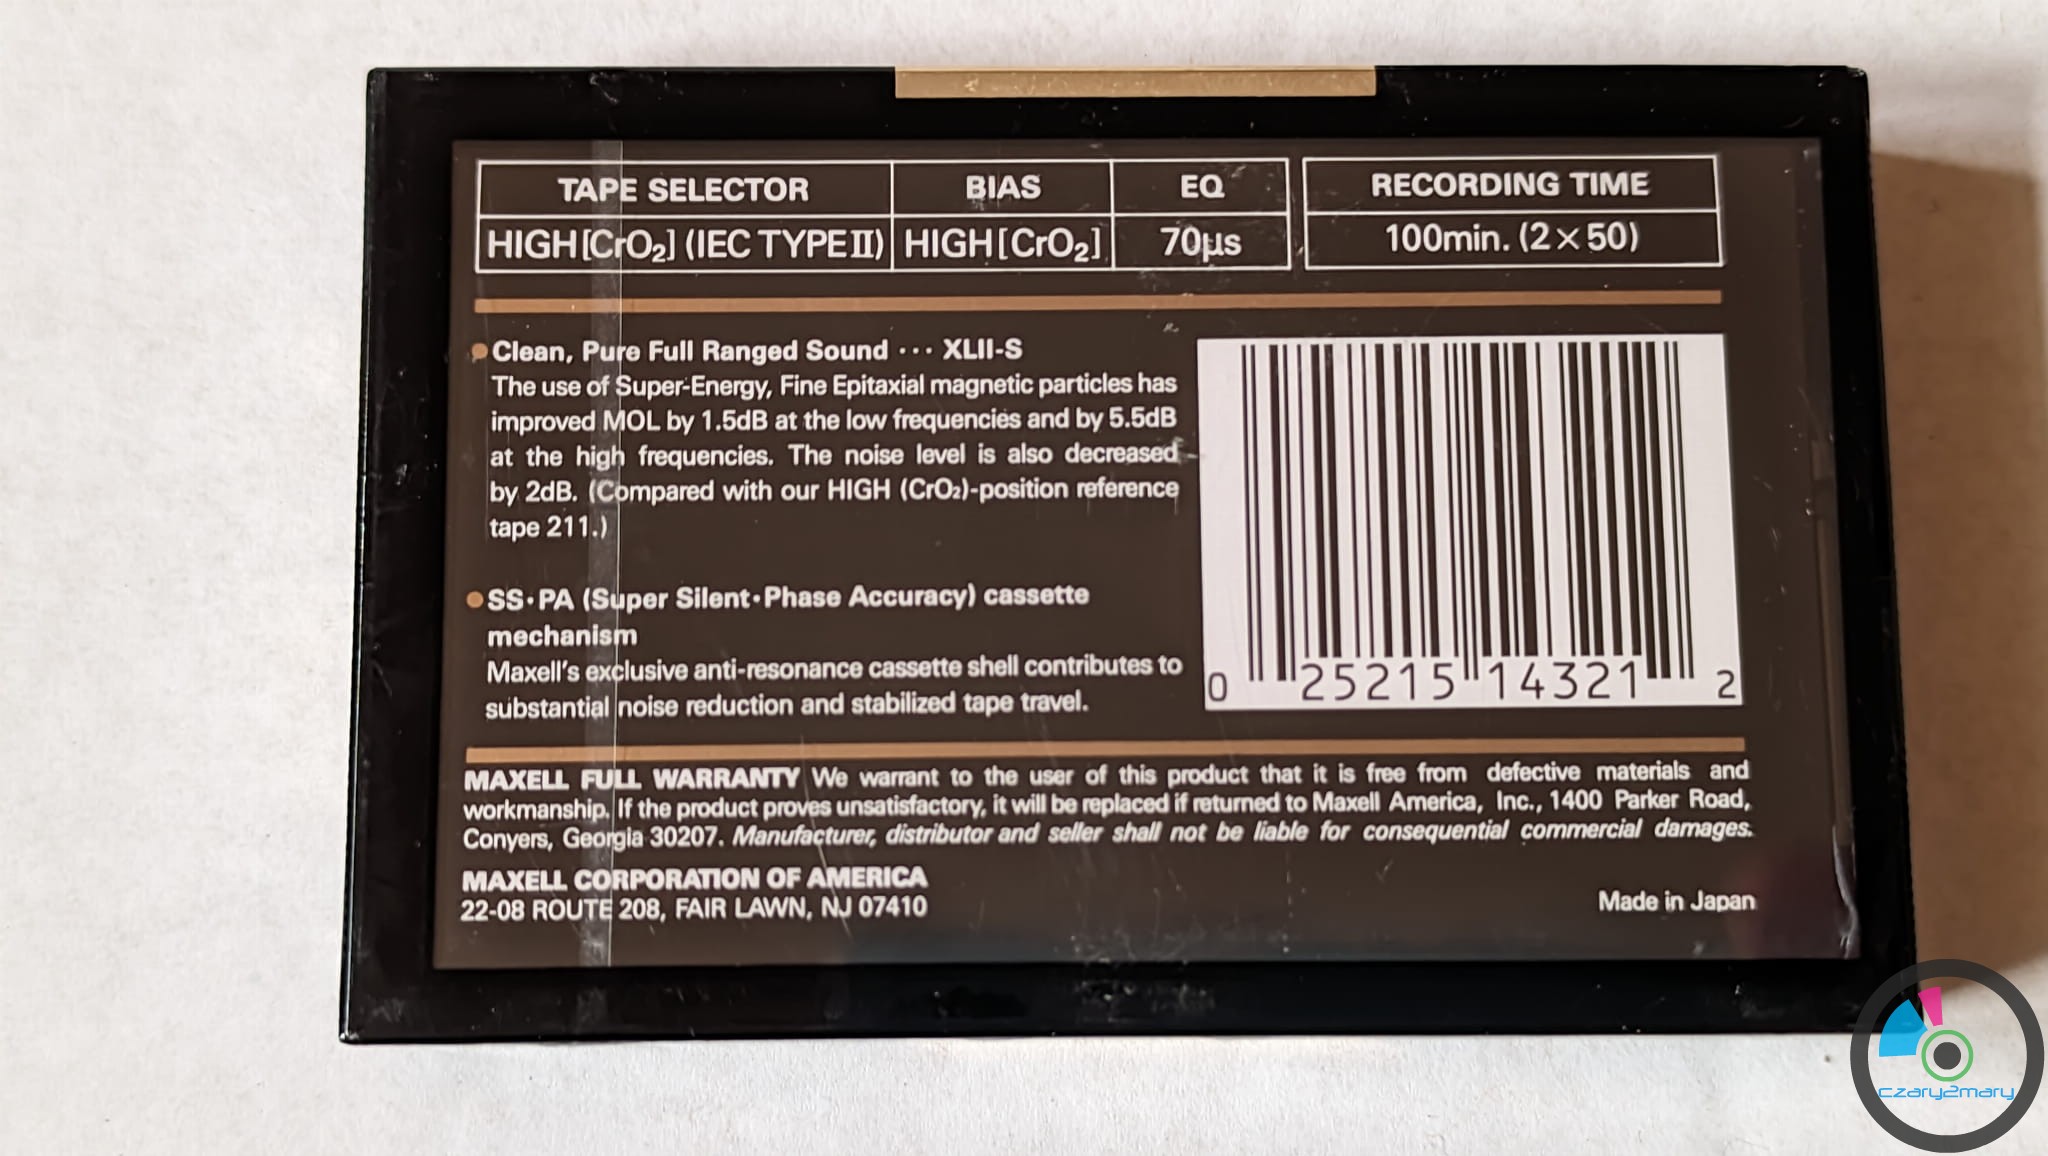 TAPE SELECTOR BIAS EQ RECORDING TIME
HIGH[CrO₂] (IEC TYPE II) HIGH[CrO₂] 70µs 100min. (2×50)
Clean, Pure Full Ranged Sound ··· XLII-S
The use of Super-Energy, Fine Epitaxial magnetic particles has
improved MOL by 1.5dB at the low frequencies and by 5.5dB
at the high frequencies. The noise level is also decreased
by 2dB. (Compared with our HIGH (CrO₂)-position reference
tape 211.)
SS·PA (Super Silent·Phase Accuracy) cassette
mechanism
Maxell's exclusive anti-resonance cassette shell contributes to
substantial noise reduction and stabilized tape travel.
0 25215 14321 2
MAXELL FULL WARRANTY We warrant to the user of this product that it is free from defective materials and
workmanship. If the product proves unsatisfactory, it will be replaced if returned to Maxell America, Inc., 1400 Parker Road,
Conyers, Georgia 30207. Manufacturer, distributor and seller shall not be liable for consequential commercial damages.
MAXELL CORPORATION OF AMERICA
22-08 ROUTE 208, FAIR LAWN, NJ 07410
Made in Japan
czary2mary